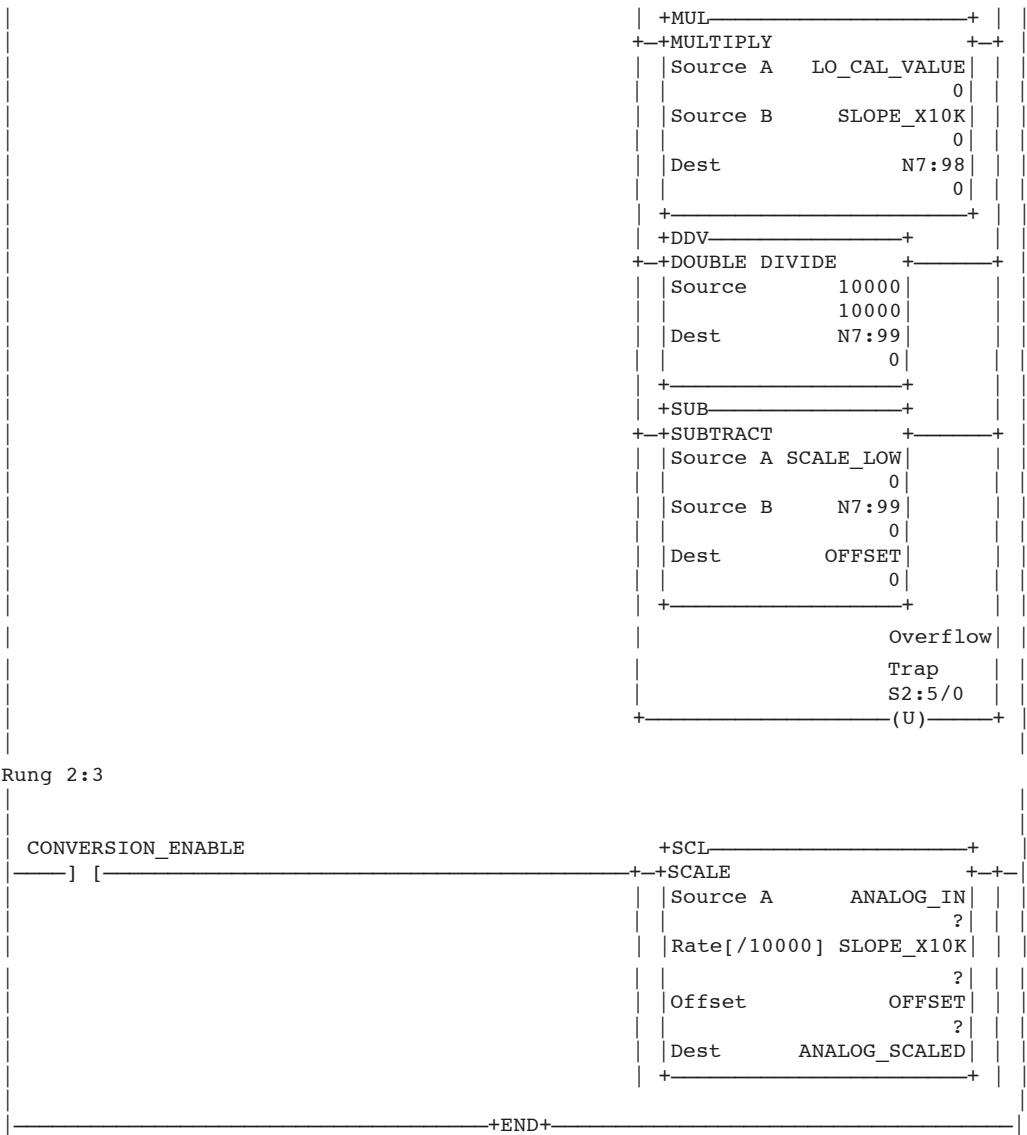 +MUL
+MULTIPLY
Source A LO_CAL_VALUE
0
Source B SLOPE_X10K
0
Dest N7:98
0
+DDV
+DOUBLE DIVIDE
Source 10000
10000
Dest N7:99
0
+SUB
+SUBTRACT
Source A SCALE_LOW
0
Source B N7:99
0
Dest OFFSET
0
Overflow
Trap
S2:5/0
(U)
Rung 2:3
CONVERSION_ENABLE +SCL
] [ +SCALE
Source A ANALOG_IN
?
Rate[/10000] SLOPE_X10K
?
Offset OFFSET
?
Dest ANALOG_SCALED
+END+